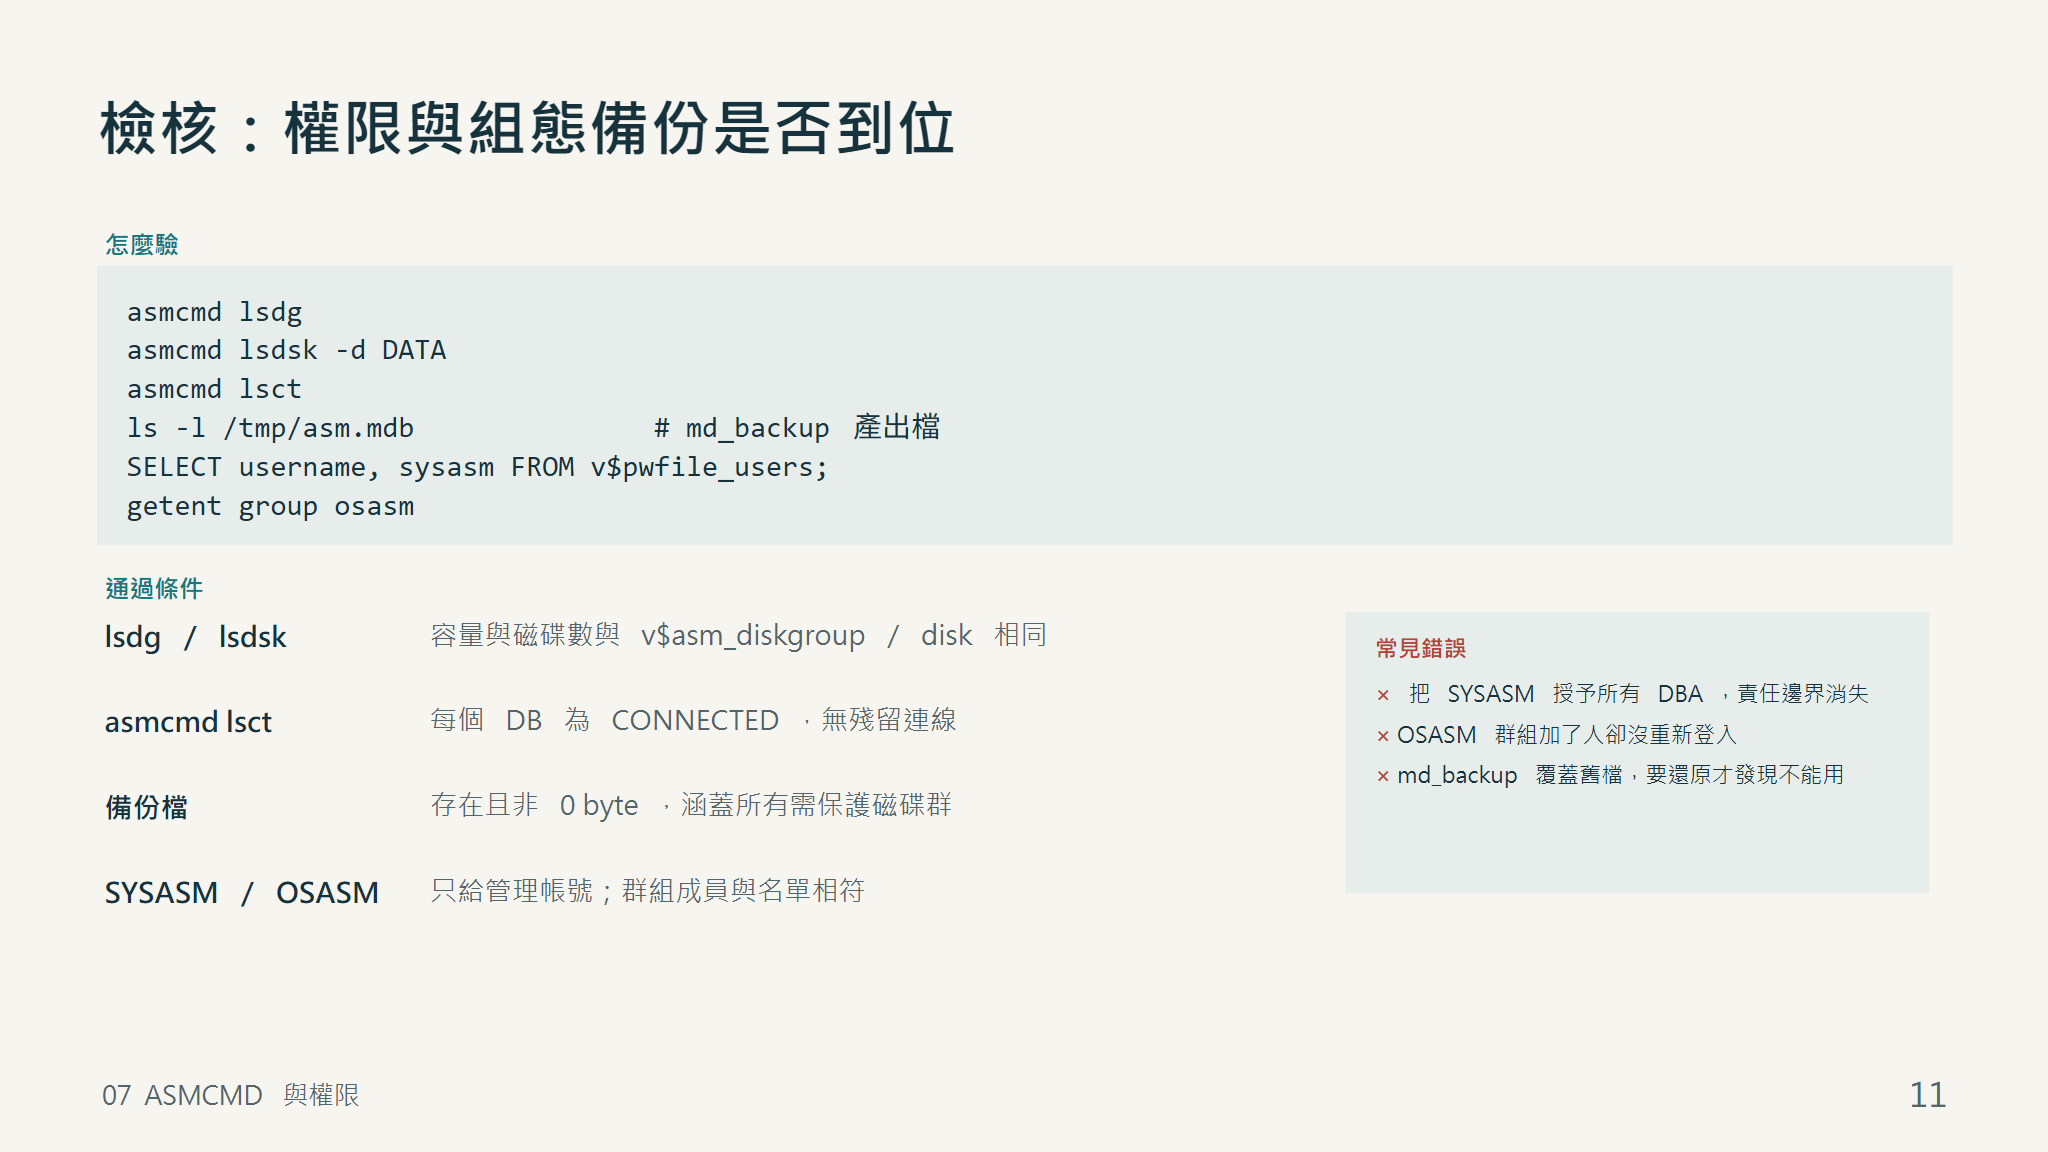 檢核：權限與組態備份是否到位
怎麼驗
asmcmd lsdg
asmcmd lsdsk -d DATA
asmcmd lsct
ls -l /tmp/asm.mdb # md_backup 產出檔
SELECT username, sysasm FROM v$pwfile_users;
getent group osasm
通過條件
lsdg / lsdsk 容量與磁碟數與 v$asm_diskgroup / disk 相同
asmcmd lsct 每個 DB 為 CONNECTED，無殘留連線
備份檔 存在且非 0 byte，涵蓋所有需保護磁碟群
SYSASM / OSASM 只給管理帳號；群組成員與名單相符
常見錯誤
× 把 SYSASM 授予所有 DBA，責任邊界消失
× OSASM 群組加了人卻沒重新登入
× md_backup 覆蓋舊檔，要還原才發現不能用
07 ASMCMD 與權限
11